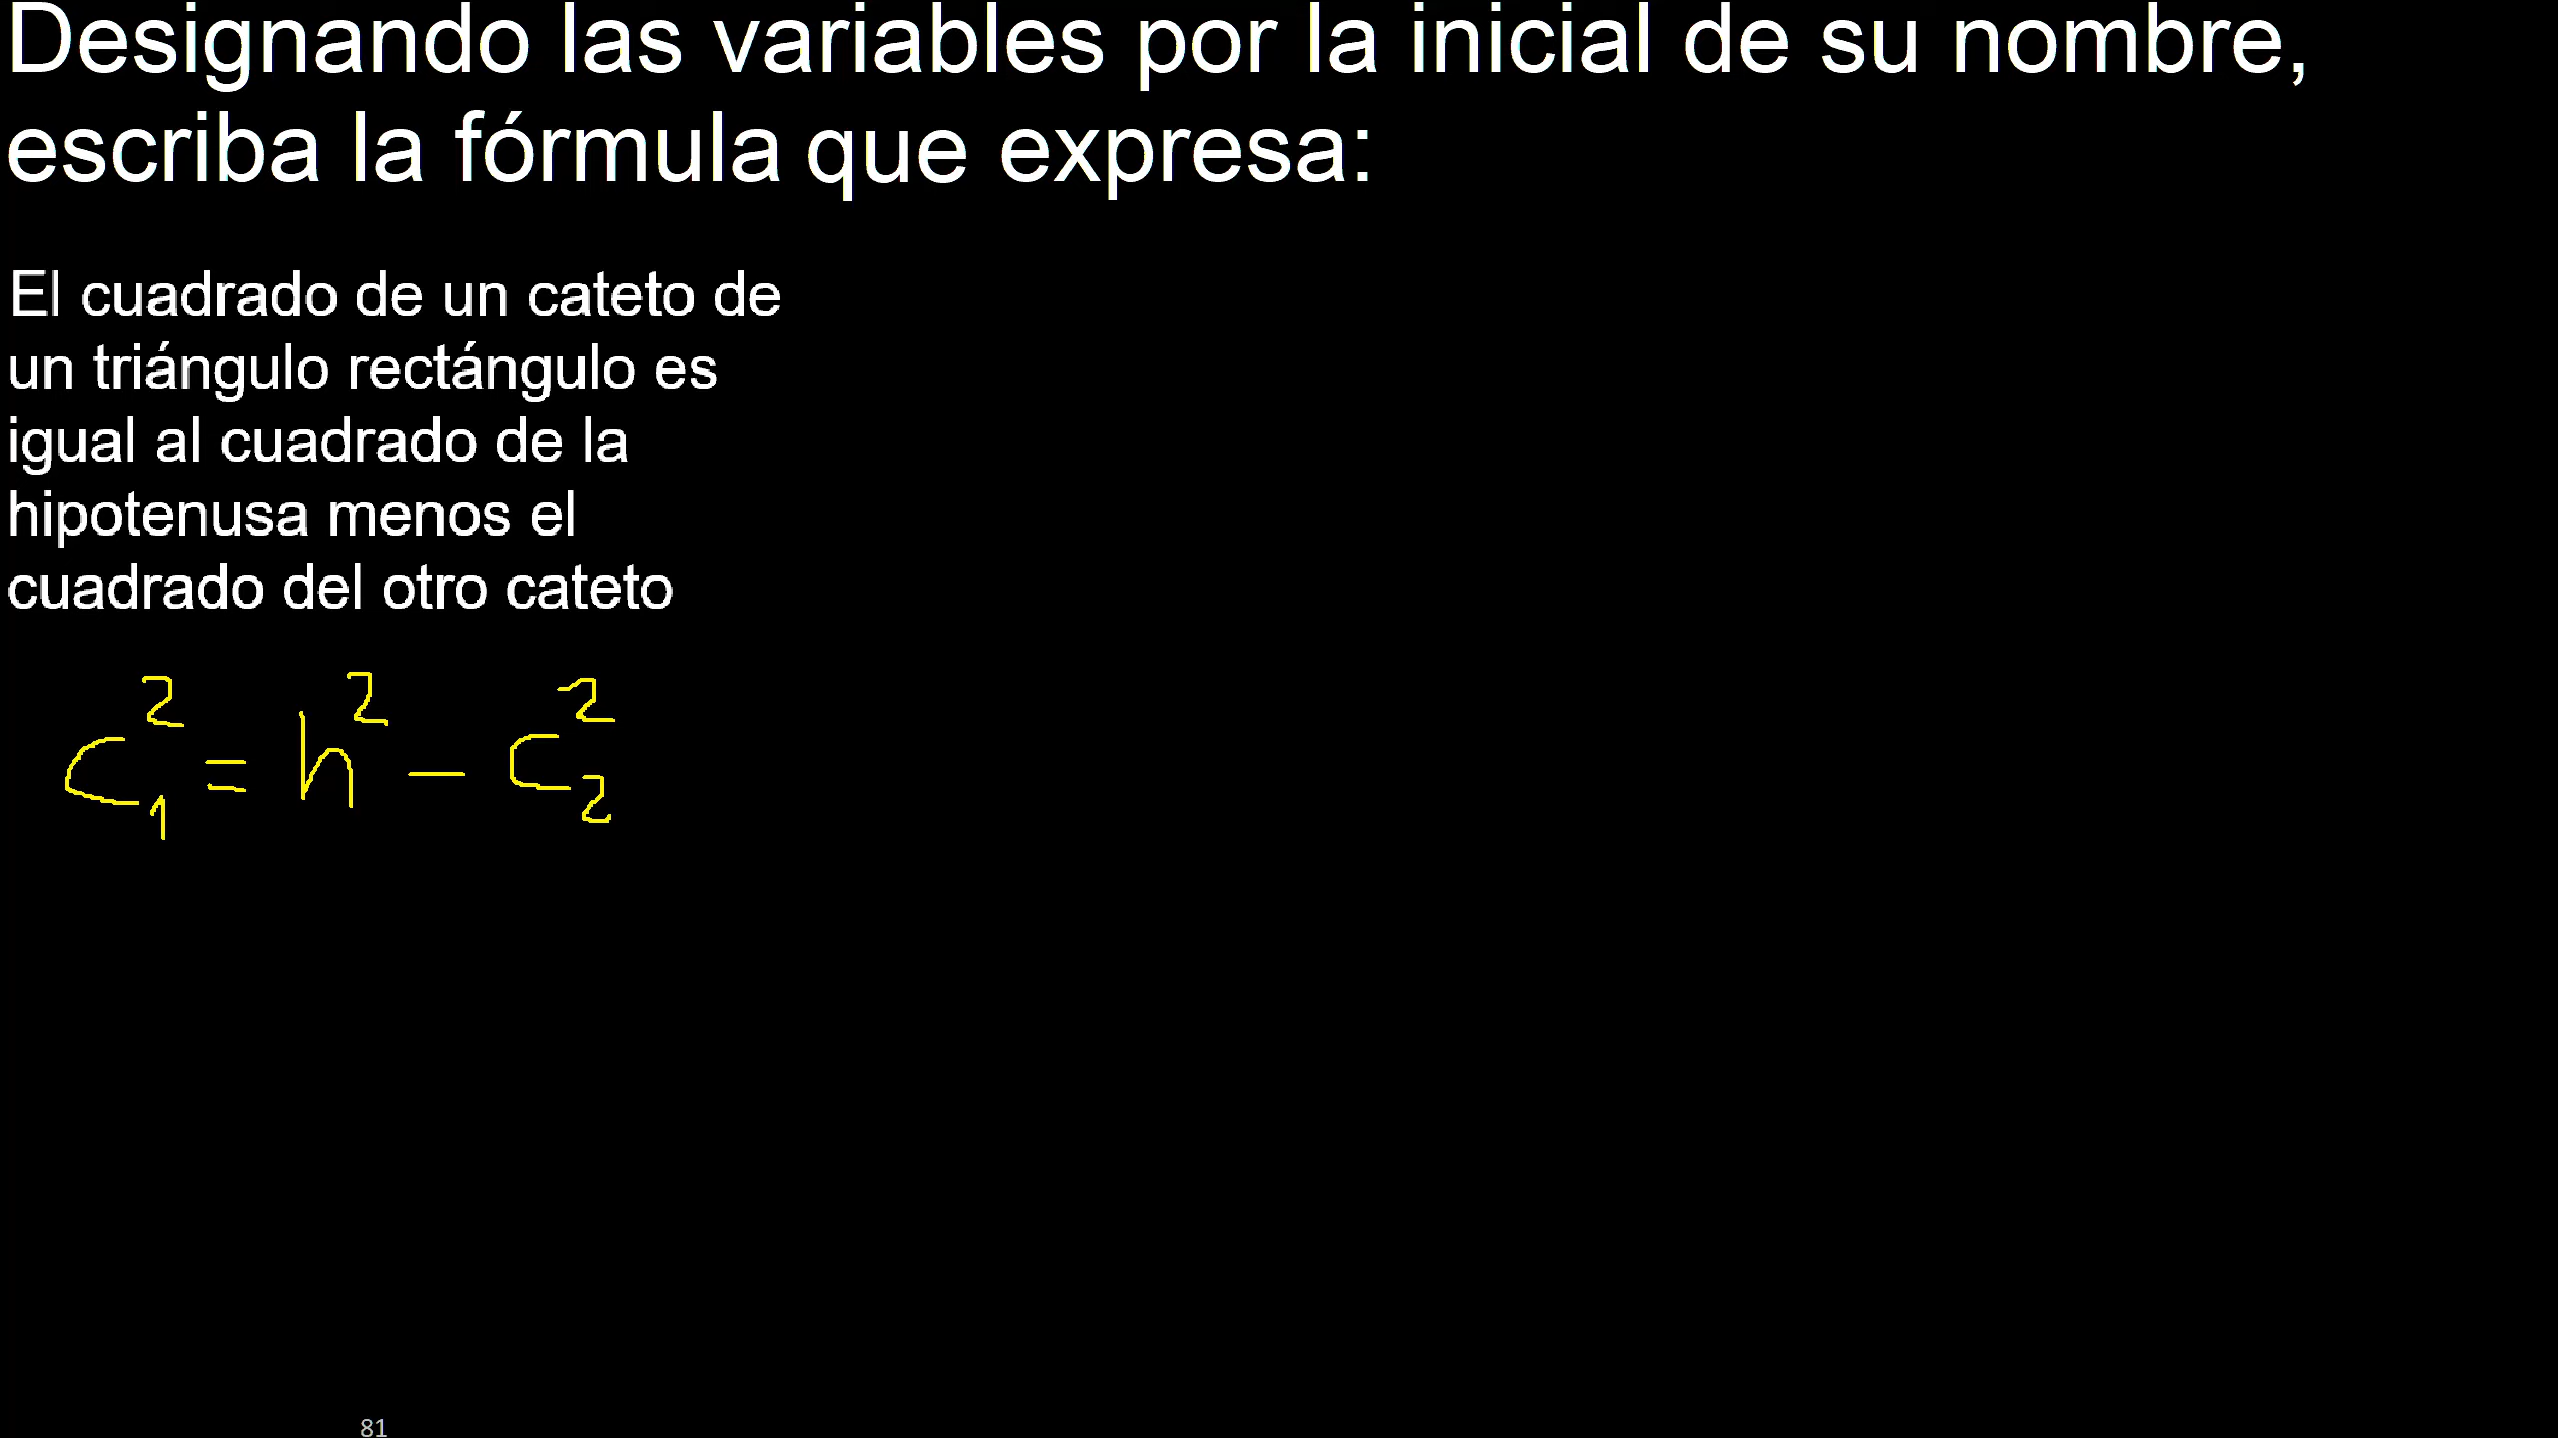 Designando las variables por la inicial de su nombre,
escriba la fórmula que expresa:
El cuadrado de un cateto de
un triángulo rectángulo es
igual al cuadrado de la
hipotenusa menos el
cuadrado del otro cateto
c₁² = h² − c₂²
81